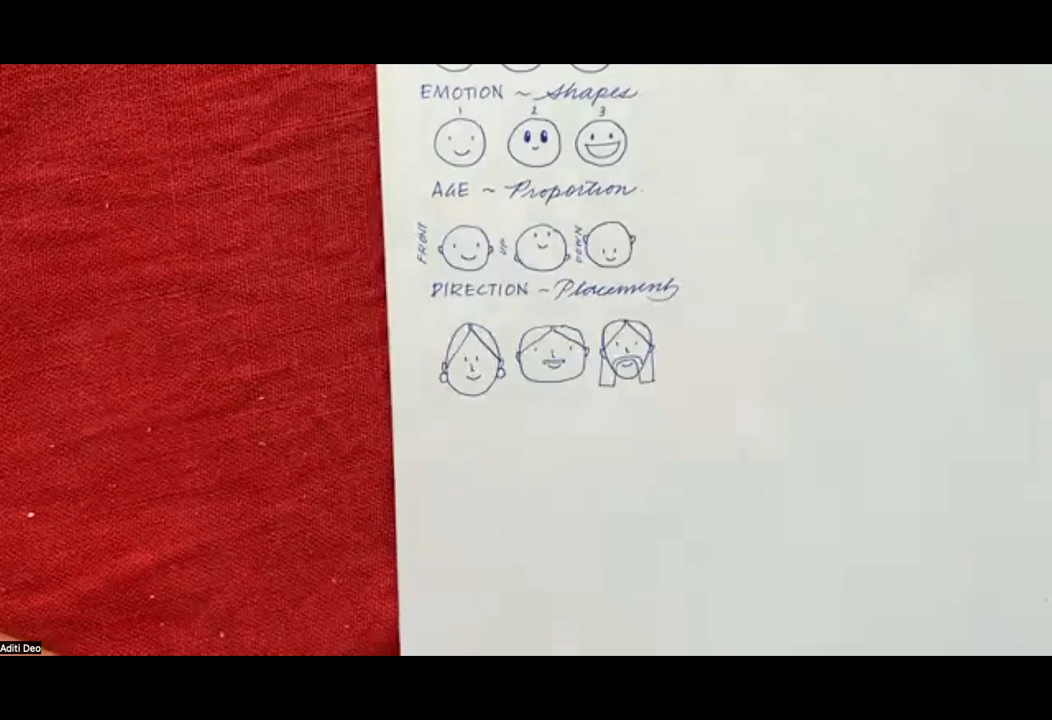 EMOTION ~ shapes
1 2 3
AGE ~ Proportion.
FRONT UP DOWN
DIRECTION ~ Placement
Aditi Deo